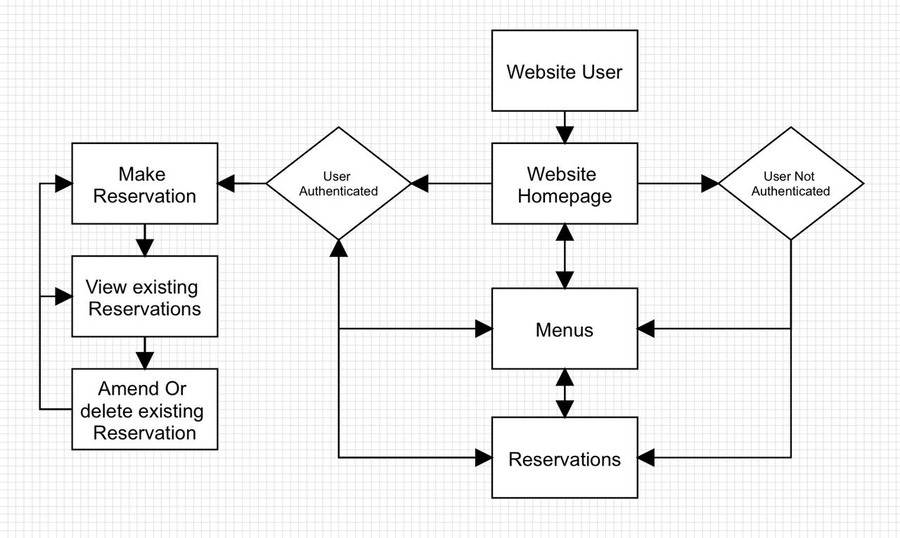 Website User
Make
Reservation
User
Authenticated
Website
Homepage
User Not
Authenticated
View existing
Reservations
Menus
Amend Or
delete existing
Reservation
Reservations